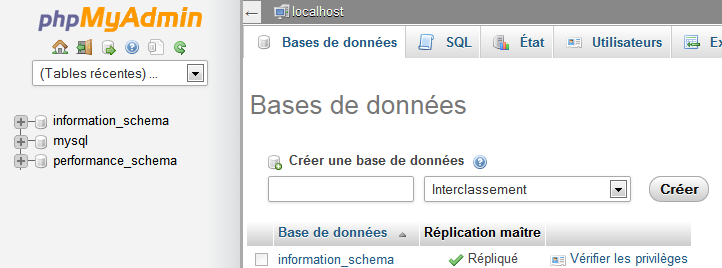 phpMyAdmin
(Tables récentes) ...
information_schema
mysql
performance_schema
localhost
Bases de données SQL État Utilisateurs Ex
Bases de données
Créer une base de données
Interclassement Créer
Base de données Réplication maître
information_schema Répliqué Vérifier les privilèges